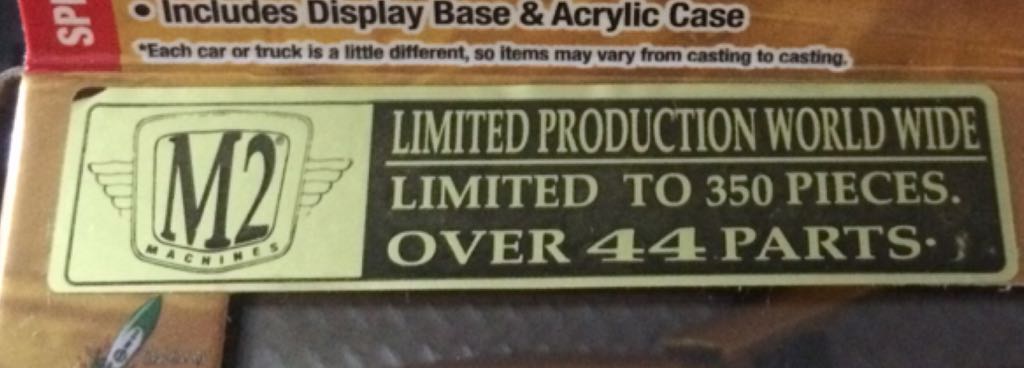 SPE
• Includes Display Base & Acrylic Case
*Each car or truck is a little different, so items may vary from casting to casting.
M2®
MACHINES
LIMITED PRODUCTION WORLD WIDE
LIMITED TO 350 PIECES.
OVER 44 PARTS·